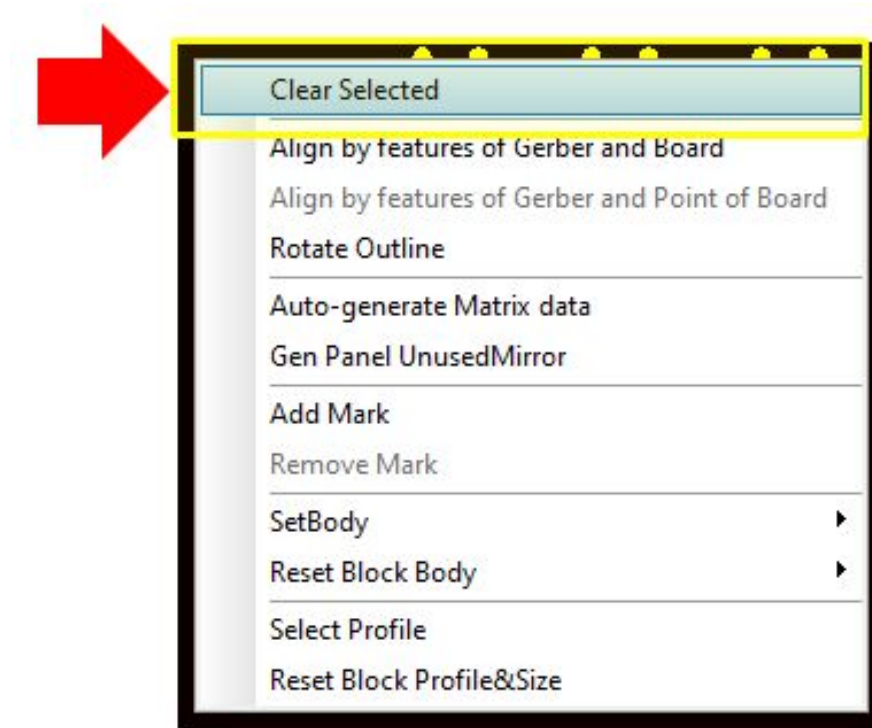 Clear Selected
Align by features of Gerber and Board
Align by features of Gerber and Point of Board
Rotate Outline
Auto-generate Matrix data
Gen Panel UnusedMirror
Add Mark
Remove Mark
SetBody
Reset Block Body
Select Profile
Reset Block Profile&Size